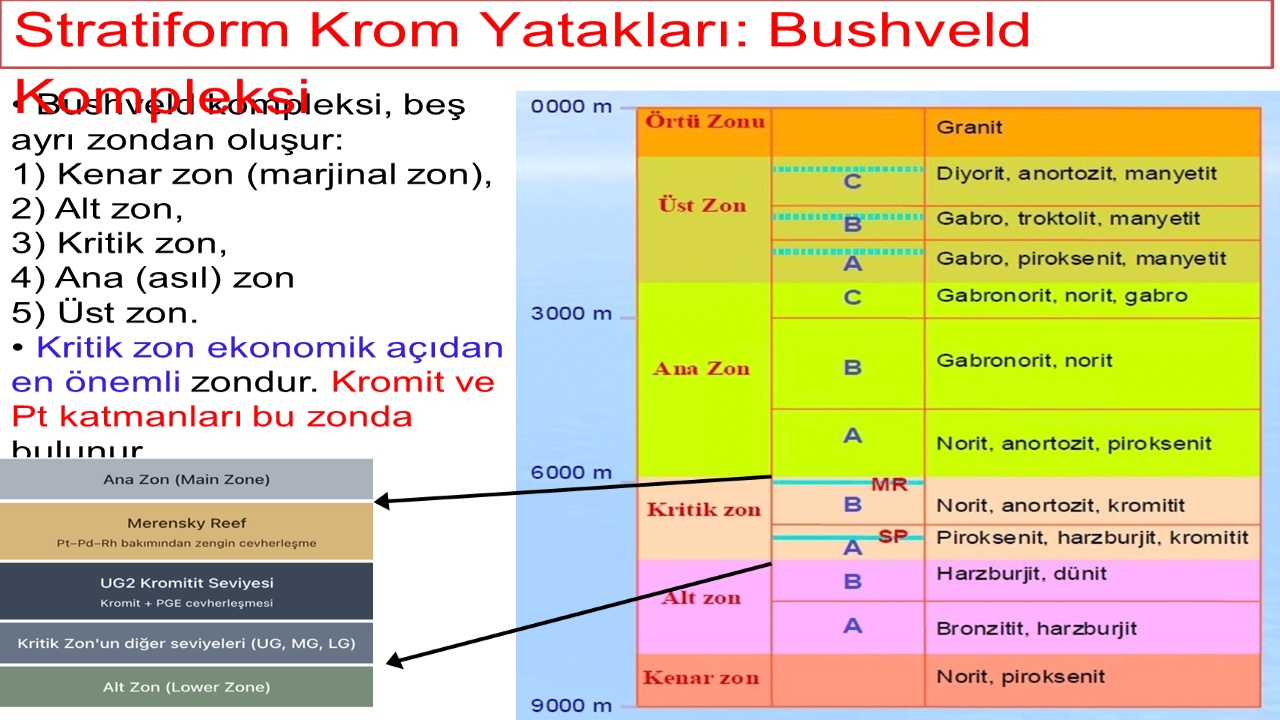 Stratiform Krom Yatakları: Bushveld
Kompleksi
• Bushveld kompleksi, beş
ayrı zondan oluşur:
1) Kenar zon (marjinal zon),
2) Alt zon,
3) Kritik zon,
4) Ana (asıl) zon
5) Üst zon.
• Kritik zon ekonomik açıdan
en önemli zondur. Kromit ve
Pt katmanları bu zonda
bulunur
Ana Zon (Main Zone)
Merensky Reef
Pt–Pd–Rh bakımından zengin cevherleşme
UG2 Kromitit Seviyesi
Kromit + PGE cevherleşmesi
Kritik Zon'un diğer seviyeleri (UG, MG, LG)
Alt Zon (Lower Zone)
0000 m
Örtü Zonu
Granit
Üst Zon
C
Diyorit, anortozit, manyetit
B
Gabro, troktolit, manyetit
A
Gabro, piroksenit, manyetit
3000 m
Ana Zon
C
Gabronorit, norit, gabro
B
Gabronorit, norit
A
Norit, anortozit, piroksenit
6000 m
Kritik zon
MR
B
Norit, anortozit, kromitit
SP
A
Piroksenit, harzburjit, kromitit
Alt zon
B
Harzburjit, dünit
A
Bronzitit, harzburjit
Kenar zon
Norit, piroksenit
9000 m